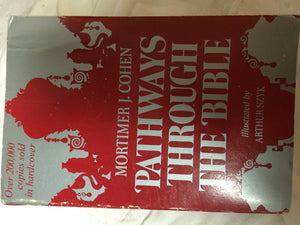 MORTIMER J. COHEN
PATHWAYS
THROUGH
THE BIBLE
Illustrated by
ARTHUR SZYK
Over 200,000
copies sold
in hardcover